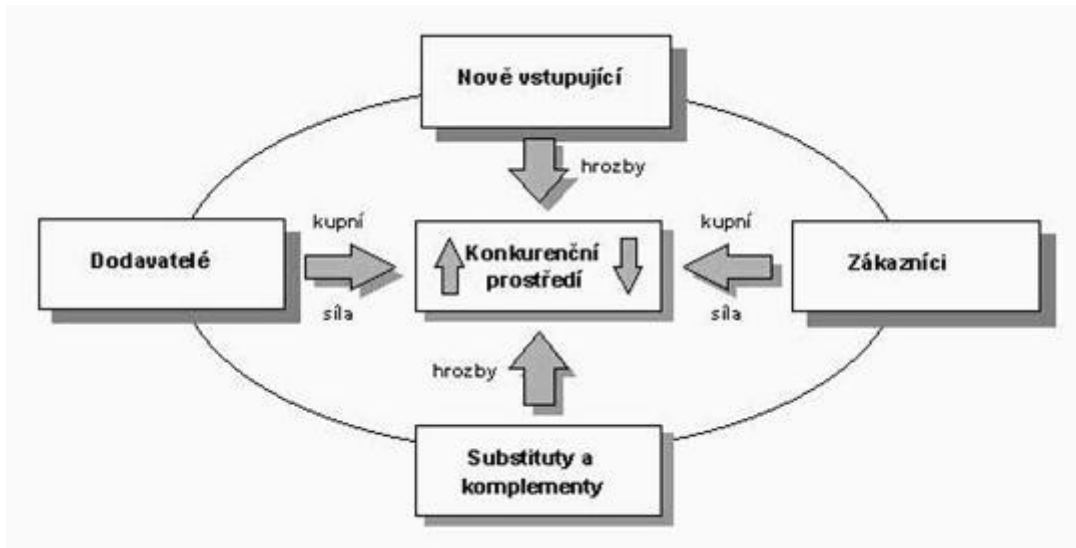 Nově vstupující
hrozby
kupní
kupní
Dodavatelé
Konkurenční
prostředí
Zákazníci
síla
síla
hrozby
Substituty a
komplementy